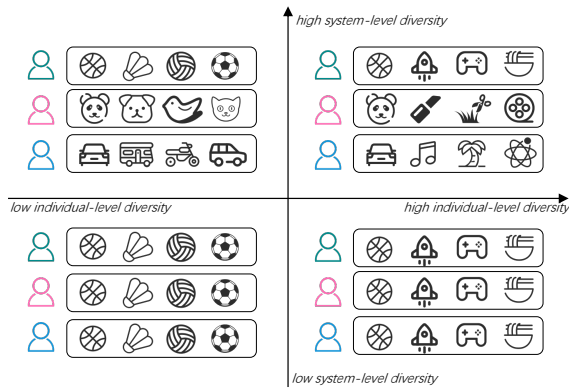 high system-level diversity
low individual-level diversity
high individual-level diversity
low system-level diversity